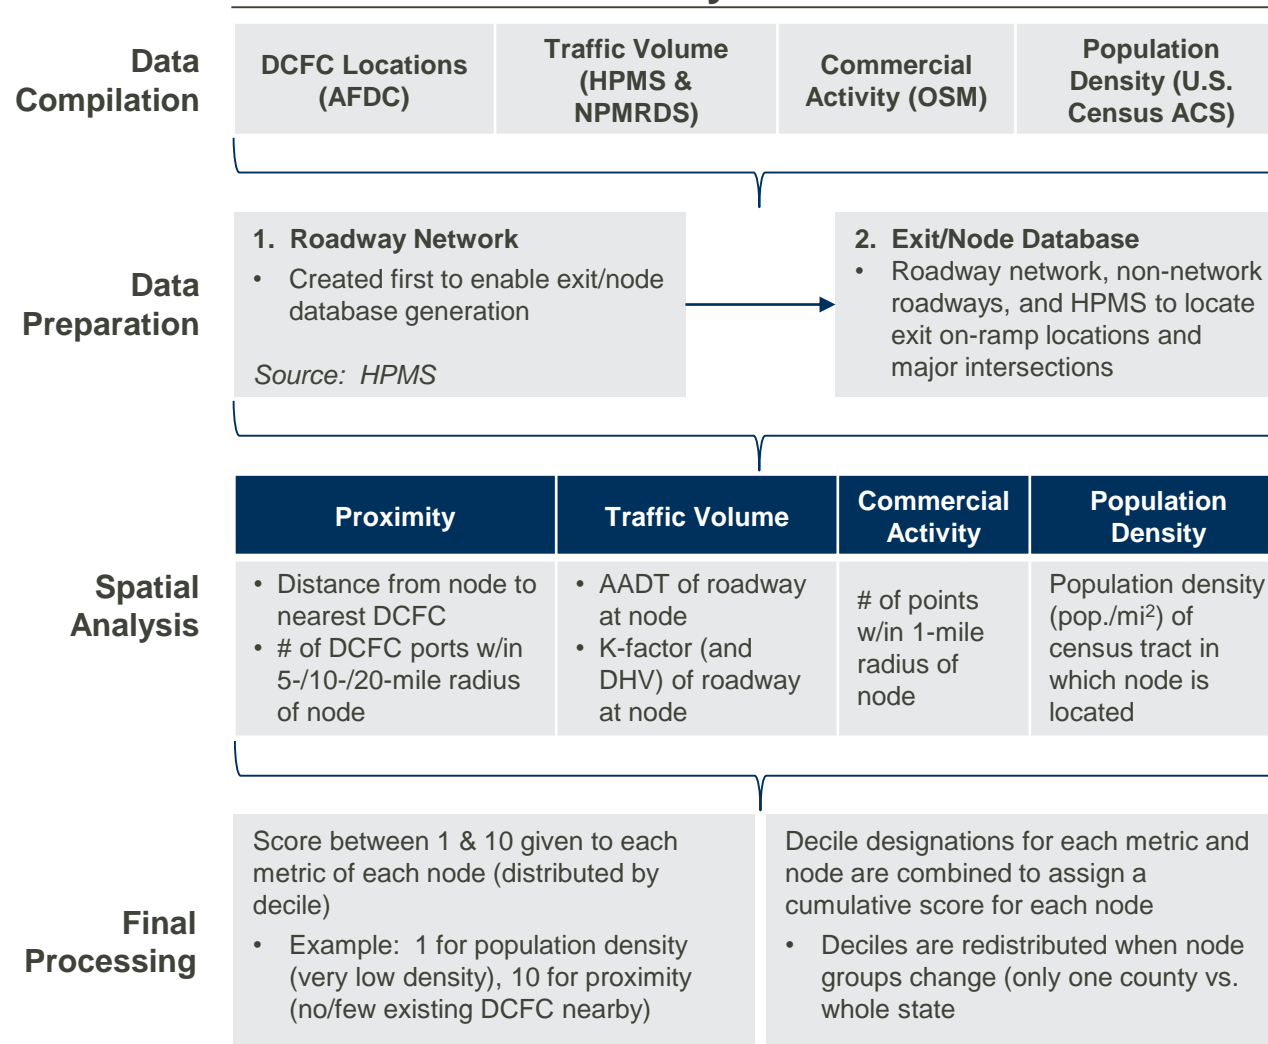 Data
Compilation
DCFC Locations
(AFDC)
Traffic Volume
(HPMS &
NPMRDS)
Commercial
Activity (OSM)
Population
Density (U.S.
Census ACS)
Data
Preparation
1. Roadway Network
• Created first to enable exit/node
database generation
Source: HPMS
2. Exit/Node Database
• Roadway network, non-network
roadways, and HPMS to locate
exit on-ramp locations and
major intersections
Spatial
Analysis
Proximity
• Distance from node to
nearest DCFC
• # of DCFC ports w/in
5-/10-/20-mile radius
of node
Traffic Volume
• AADT of roadway
at node
• K-factor (and
DHV) of roadway
at node
Commercial
Activity
# of points
w/in 1-mile
radius of
node
Population
Density
Population density
(pop./mi²) of
census tract in
which node is
located
Final
Processing
Score between 1 & 10 given to each
metric of each node (distributed by
decile)
• Example: 1 for population density
(very low density), 10 for proximity
(no/few existing DCFC nearby)
Decile designations for each metric and
node are combined to assign a
cumulative score for each node
• Deciles are redistributed when node
groups change (only one county vs.
whole state